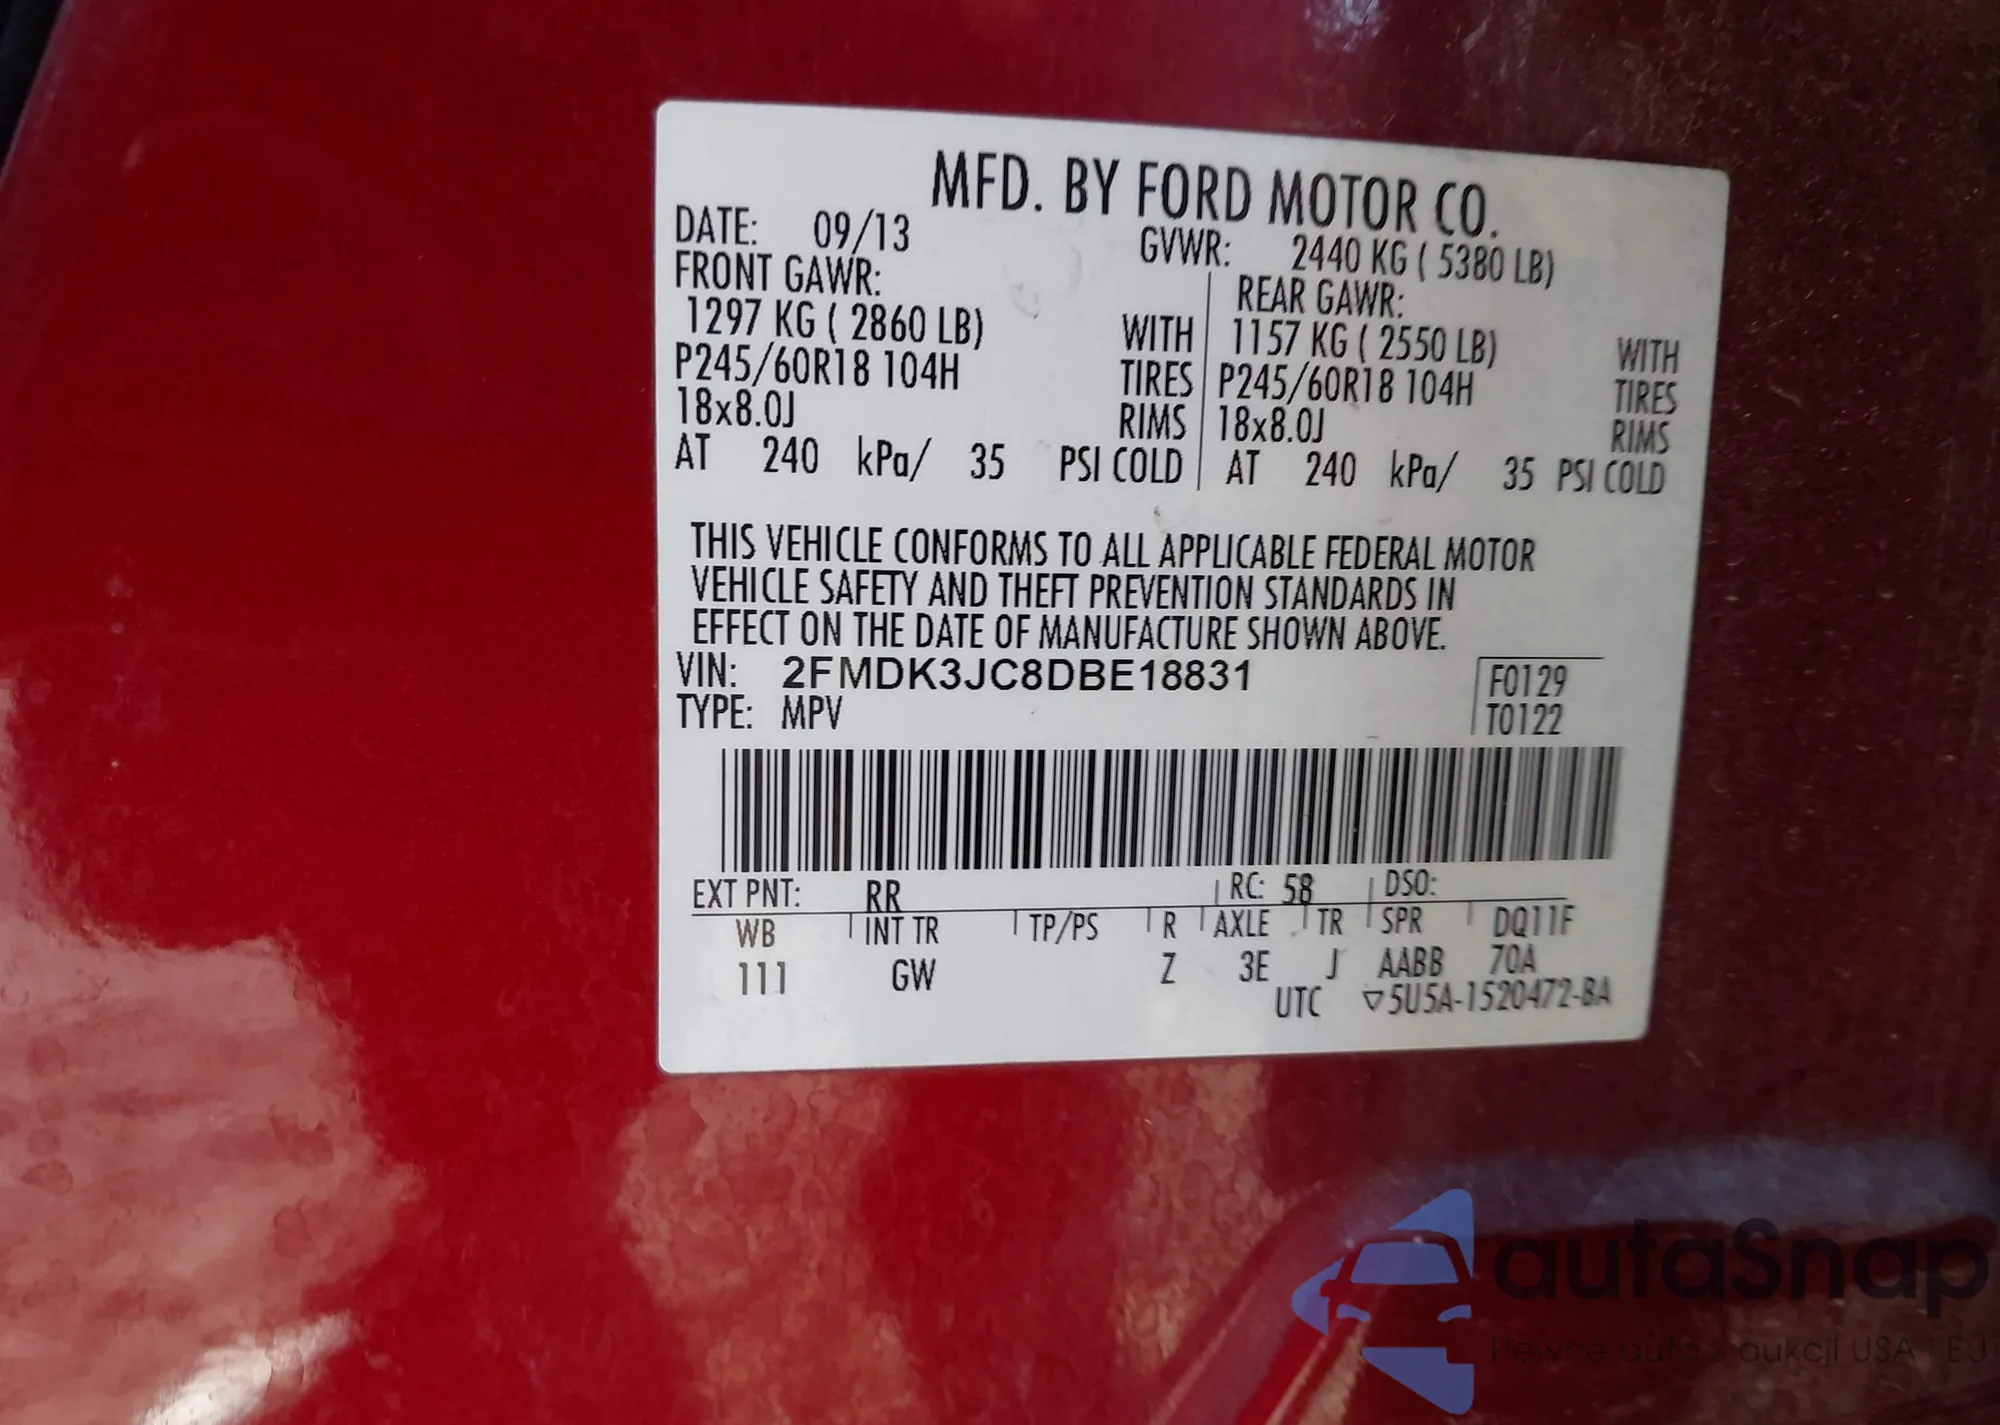 MFD. BY FORD MOTOR CO.
DATE: 09/13
GVWR: 2440 KG ( 5380 LB)
FRONT GAWR:
1297 KG ( 2860 LB) WITH
P245/60R18 104H TIRES
18x8.0J RIMS
AT 240 kPa/ 35 PSI COLD
REAR GAWR:
1157 KG ( 2550 LB) WITH
P245/60R18 104H TIRES
18x8.0J RIMS
AT 240 kPa/ 35 PSI COLD
THIS VEHICLE CONFORMS TO ALL APPLICABLE FEDERAL MOTOR
VEHICLE SAFETY AND THEFT PREVENTION STANDARDS IN
EFFECT ON THE DATE OF MANUFACTURE SHOWN ABOVE.
VIN: 2FMDK3JC8DBE18831
TYPE: MPV
F0129
T0122
EXT PNT: RR RC: 58 DSO:
WB INT TR TP/PS R AXLE TR SPR DQ11F
111 GW Z 3E J AABB 70A
UTC ▽5U5A-1520472-BA
autaSnap
Pewne auta z aukcji USA i EU